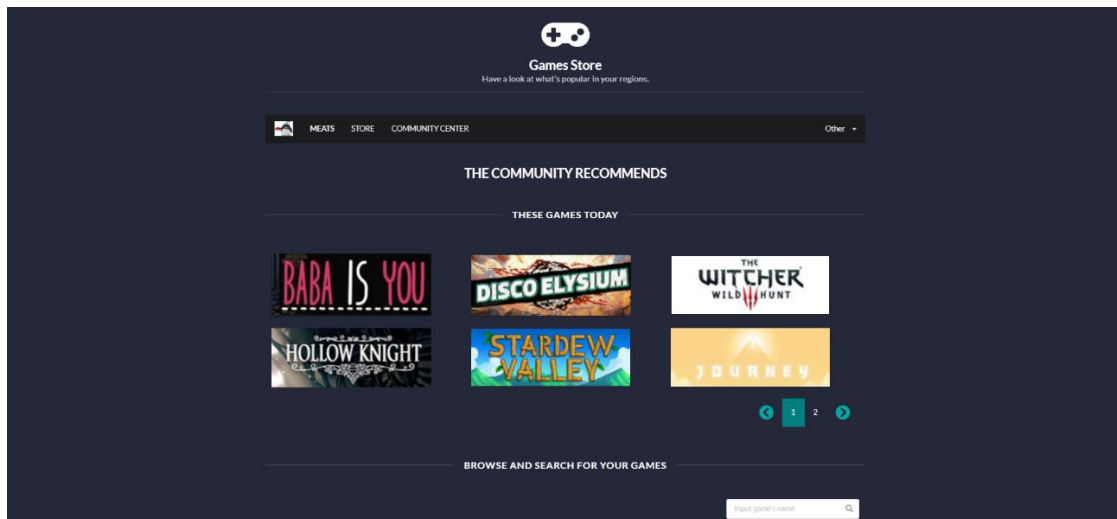 Games Store
Have a look at what's popular in your regions.
MEATS STORE COMMUNITY CENTER Other
THE COMMUNITY RECOMMENDS
THESE GAMES TODAY
BABA IS YOU
DISCO ELYSIUM
THE
WITCHER
WILD HUNT
HOLLOW KNIGHT
STARDEW
VALLEY
JOURNEY
1 2
BROWSE AND SEARCH FOR YOUR GAMES
Input game's name